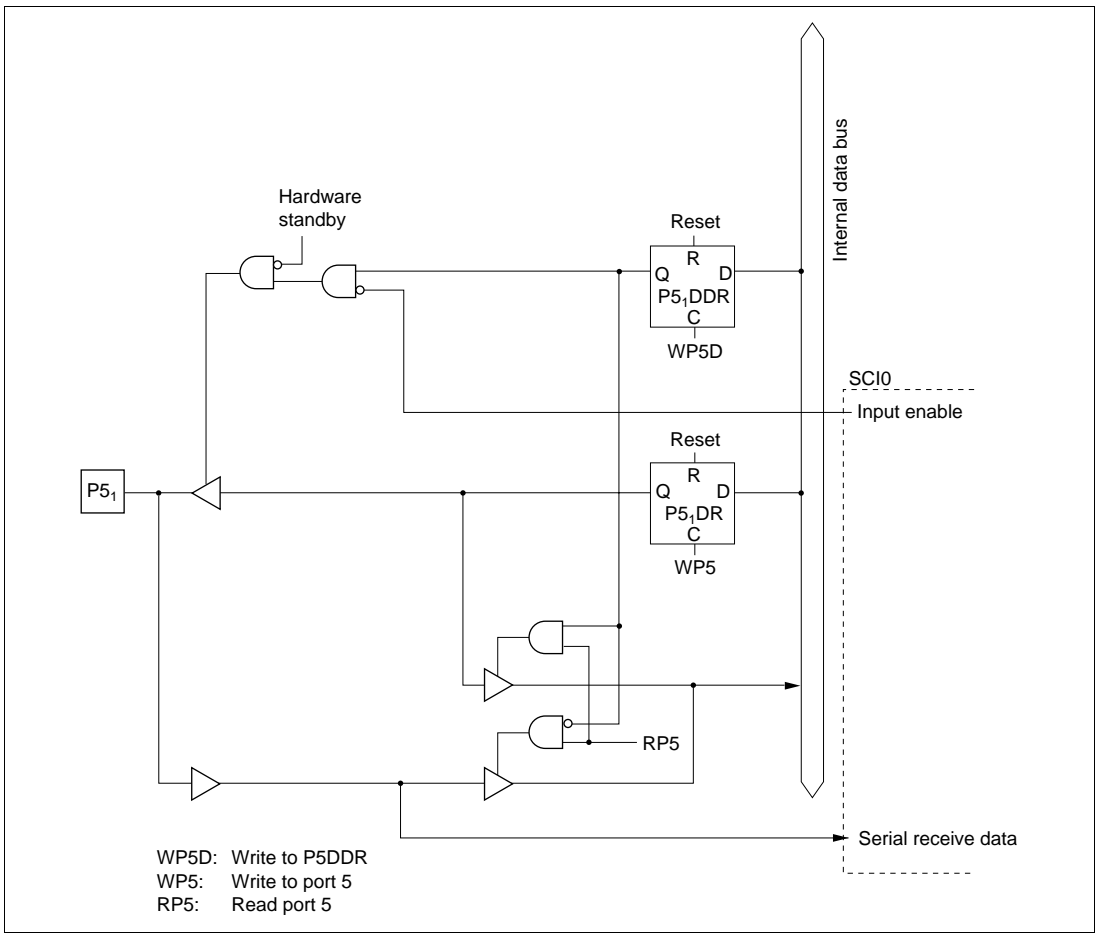 Hardware
standby
Internal data bus
Reset
R
Q D
P5₁DDR
C
WP5D
SCI0
Input enable
Reset
R
Q D
P5₁DR
C
WP5
P5₁
RP5
Serial receive data
WP5D: Write to P5DDR
WP5: Write to port 5
RP5: Read port 5